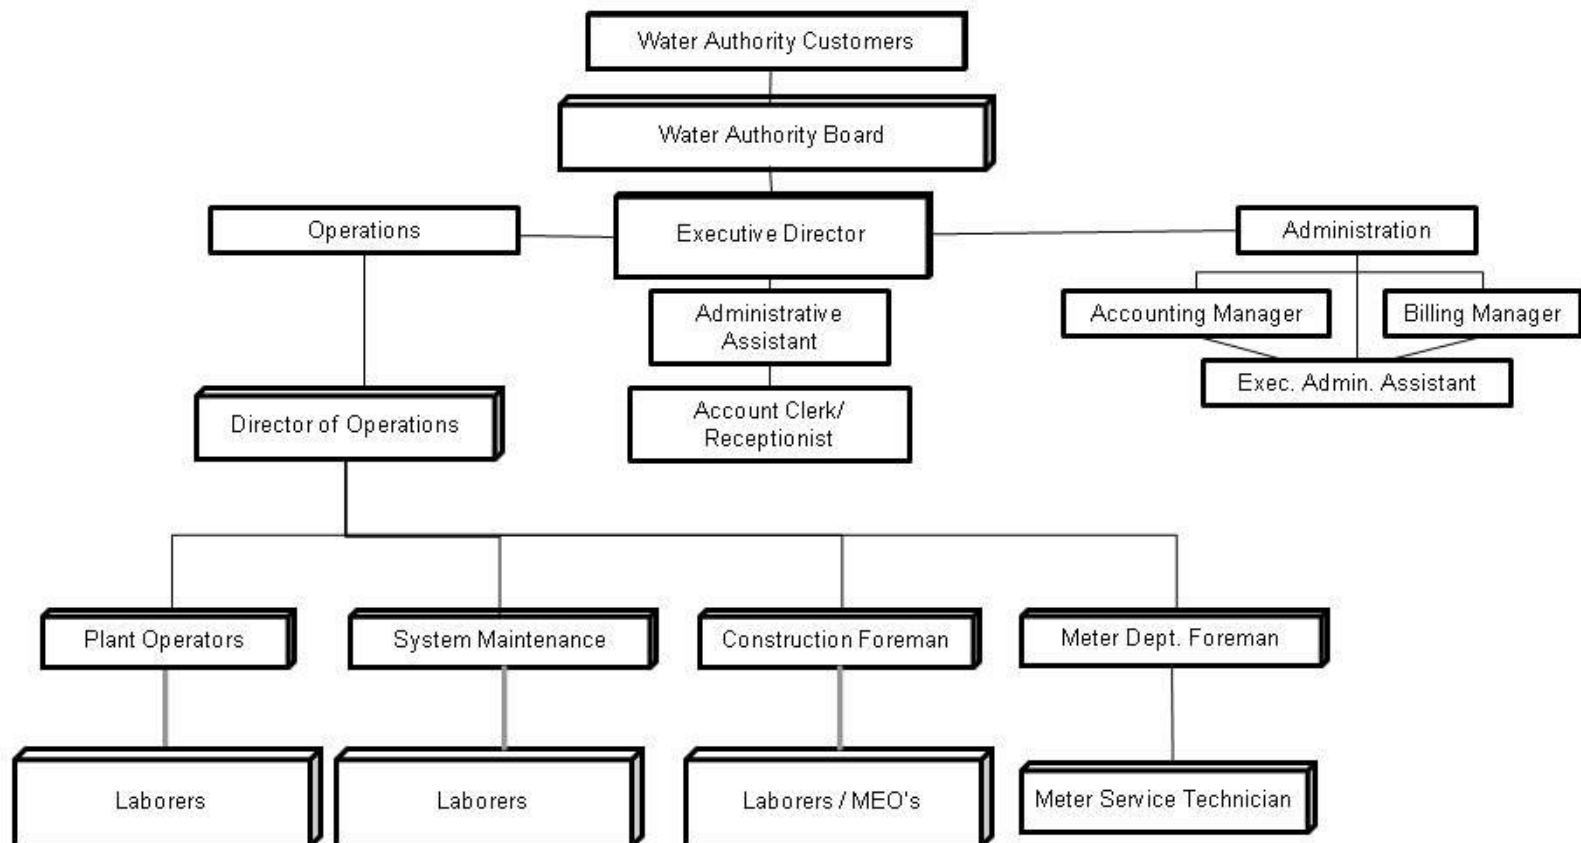 Water Authority Customers
Water Authority Board
Operations
Executive Director
Administration
Administrative
Assistant
Accounting Manager
Billing Manager
Exec. Admin. Assistant
Director of Operations
Account Clerk/
Receptionist
Plant Operators
System Maintenance
Construction Foreman
Meter Dept. Foreman
Laborers
Laborers
Laborers / MEO's
Meter Service Technician